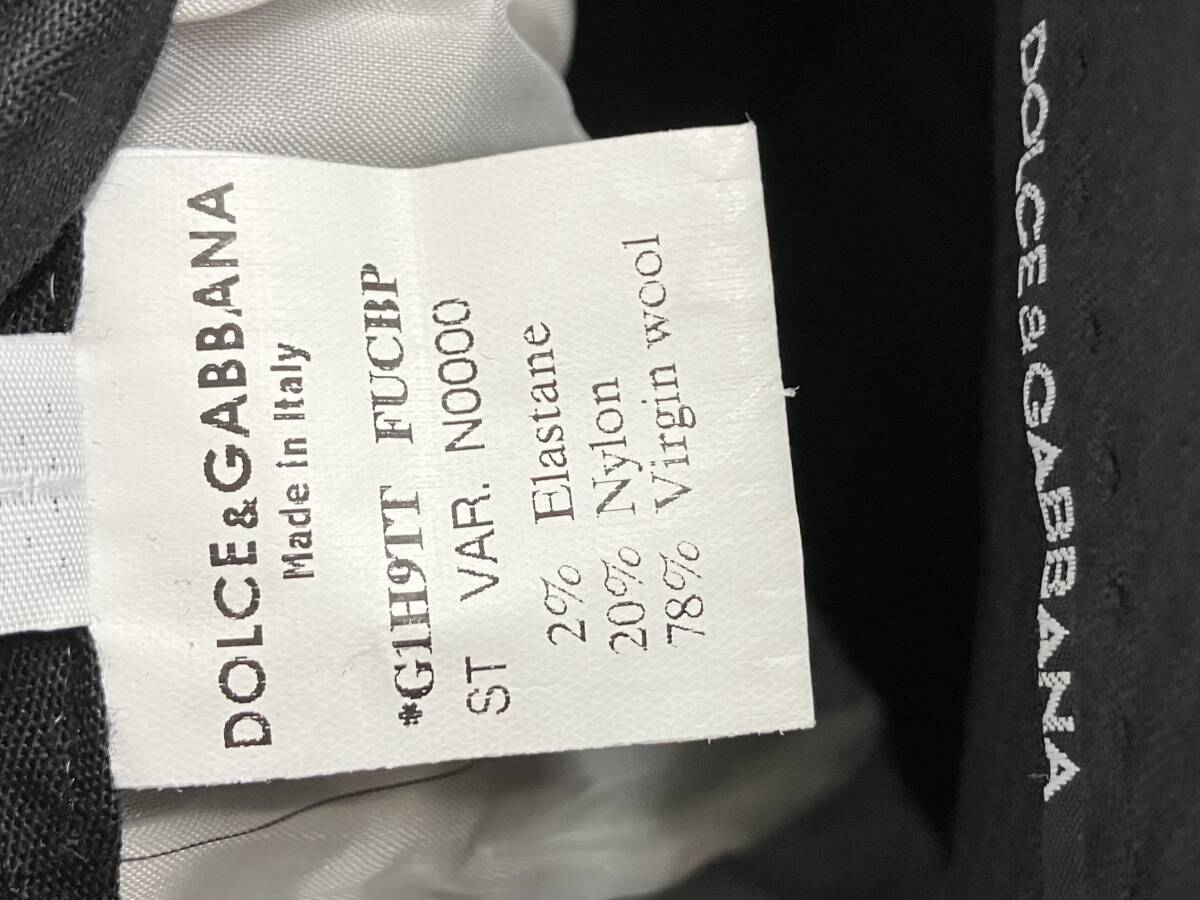 DOLCE&GABBANA
Made in Italy
*G1H9TT FUCBP
ST VAR. N0000
2% Elastane
20% Nylon
78% Virgin wool
DOLCE&GABBANA